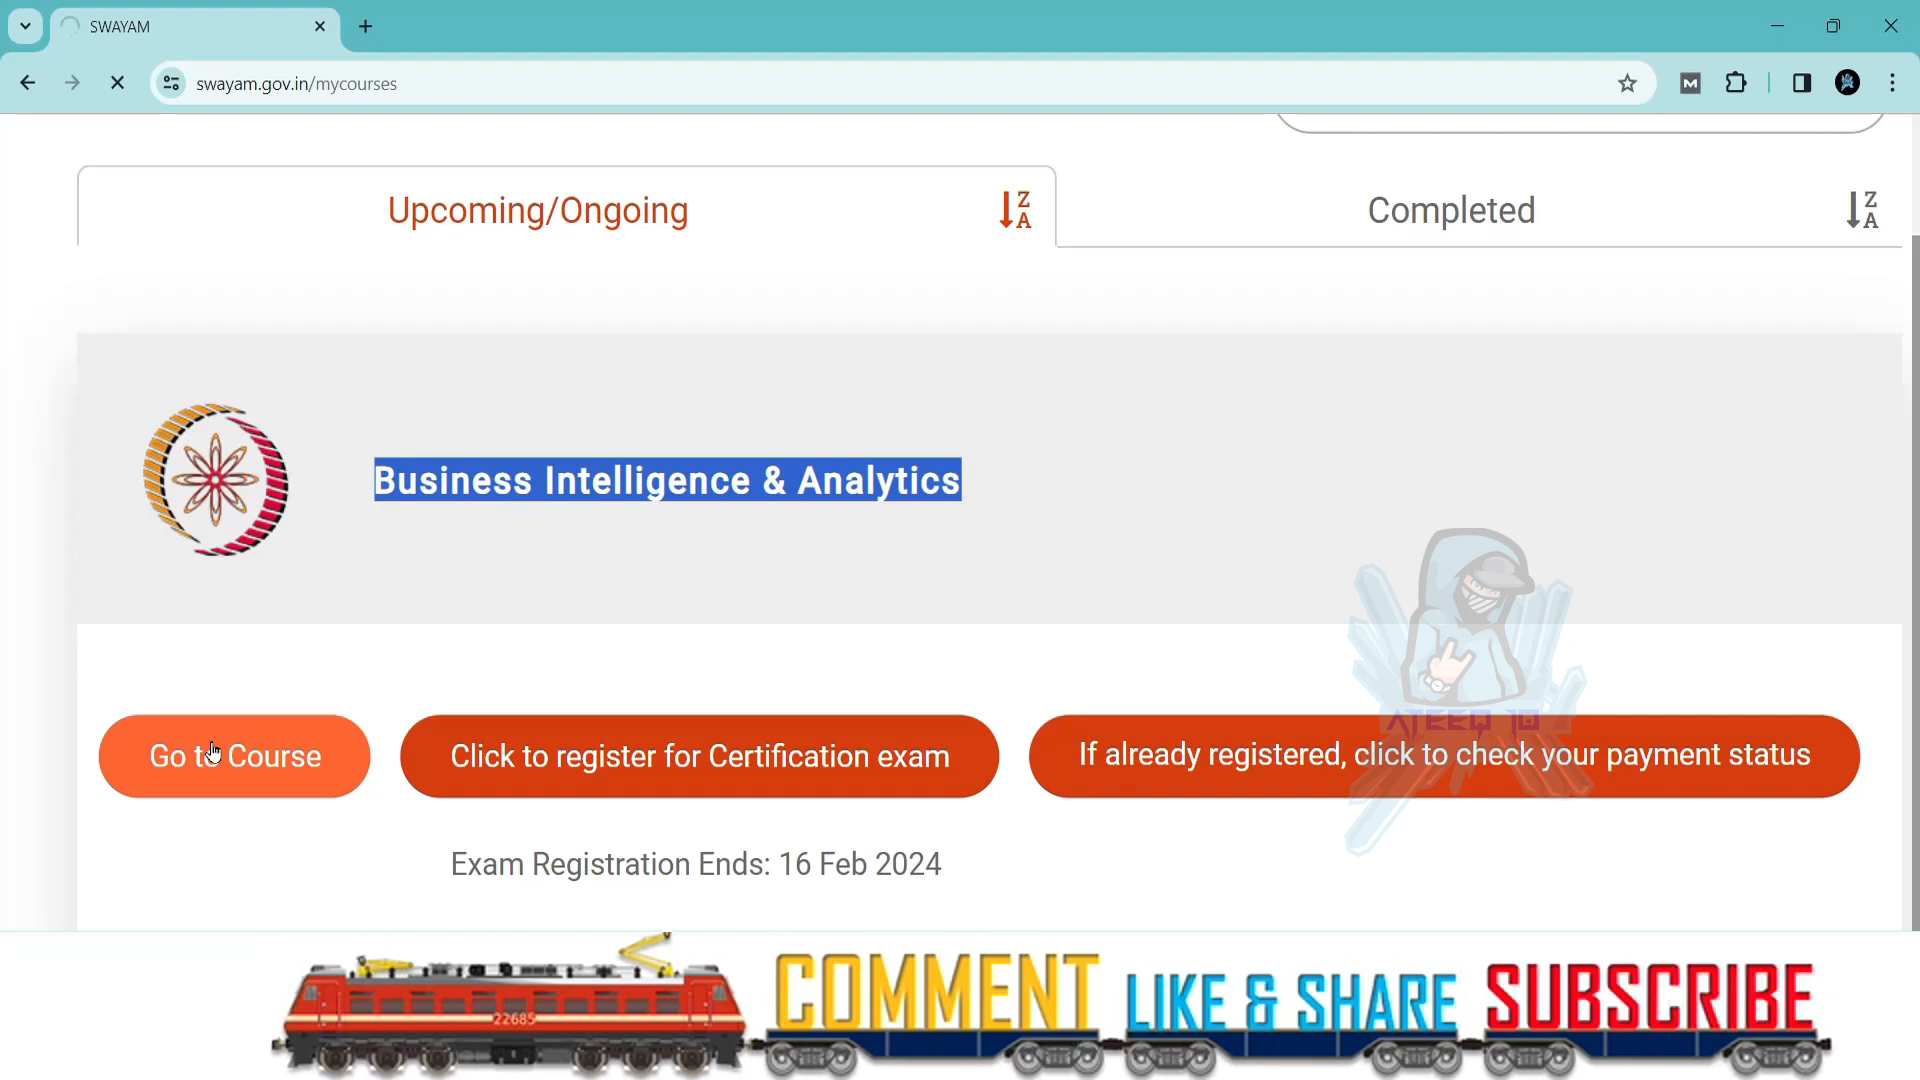 SWAYAM
swayam.gov.in/mycourses
Upcoming/Ongoing
Z
A
Completed
Z
A
Business Intelligence & Analytics
ATEEQ 10
Go to Course
Click to register for Certification exam
If already registered, click to check your payment status
Exam Registration Ends: 16 Feb 2024
22685
COMMENT
LIKE & SHARE
SUBSCRIBE